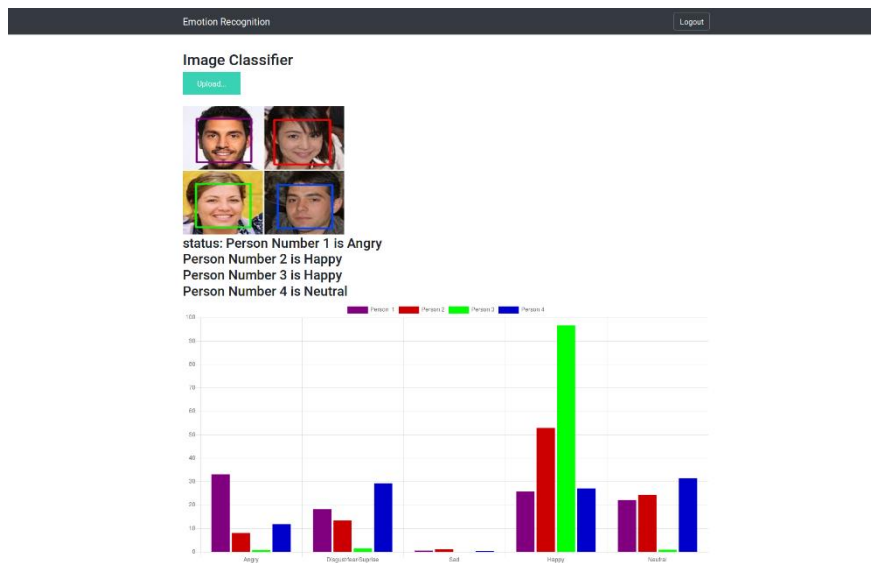 Emotion Recognition Logout
Image Classifier
Upload...
status: Person Number 1 is Angry
Person Number 2 is Happy
Person Number 3 is Happy
Person Number 4 is Neutral
Person 1 Person 2 Person 3 Person 4
100
90
80
70
60
50
40
30
20
10
0
Angry Disgust/fear/Suprise Sad Happy Neutral